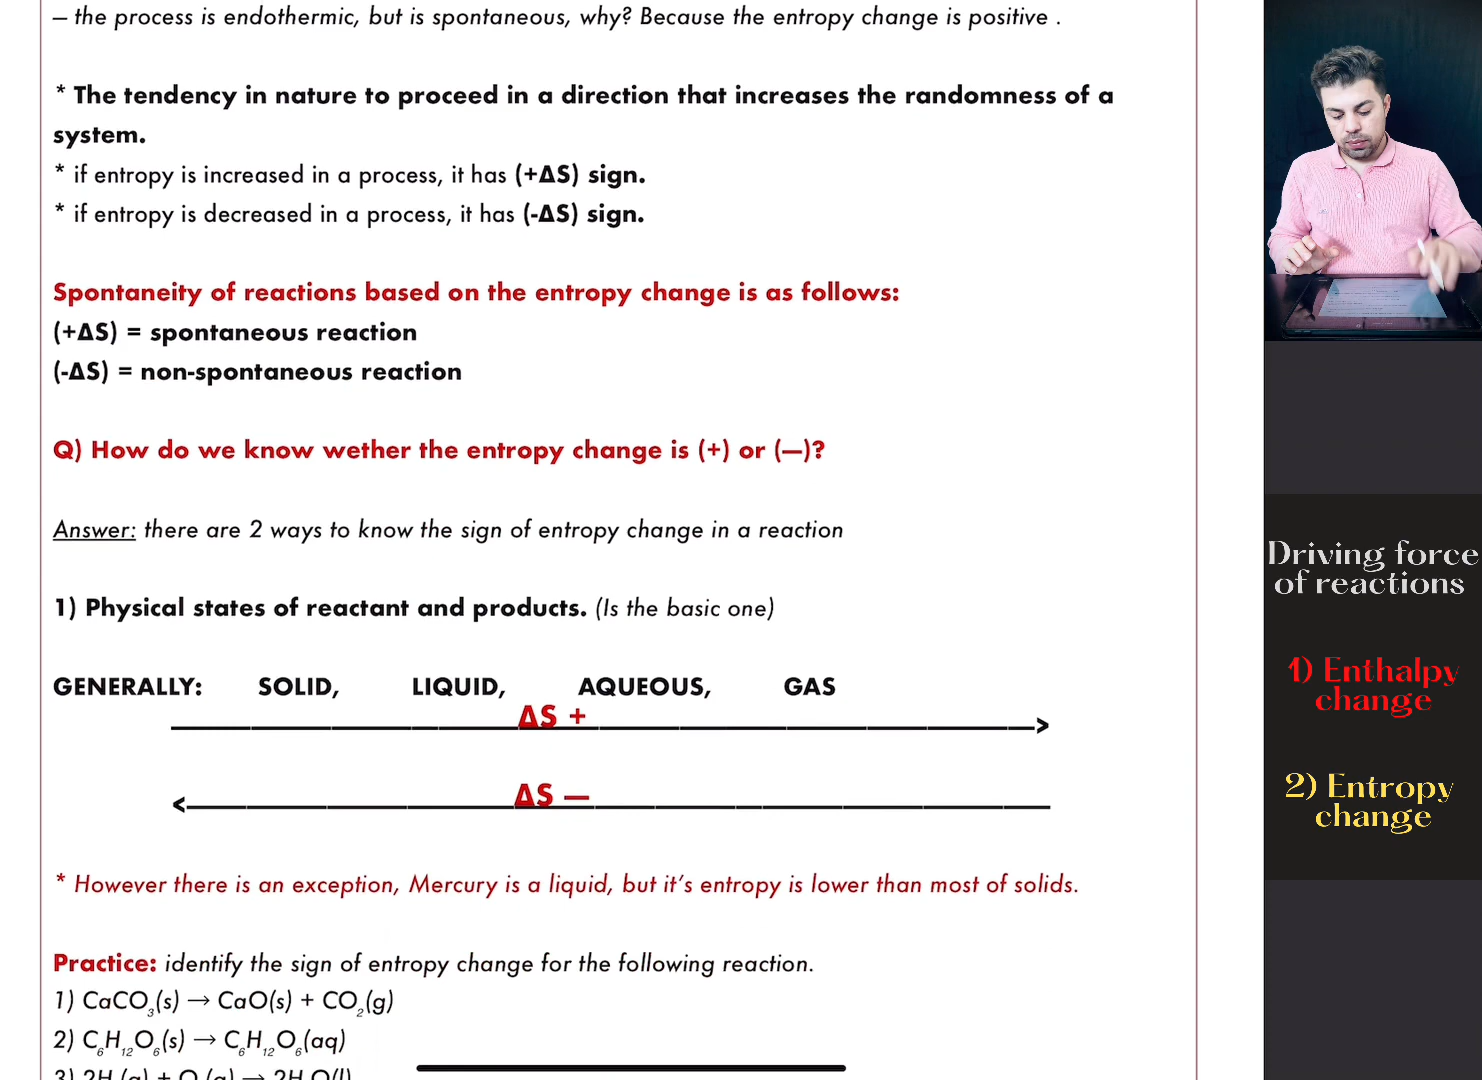 – the process is endothermic, but is spontaneous, why? Because the entropy change is positive .
* The tendency in nature to proceed in a direction that increases the randomness of a
system.
* if entropy is increased in a process, it has (+ΔS) sign.
* if entropy is decreased in a process, it has (-ΔS) sign.
Spontaneity of reactions based on the entropy change is as follows:
(+ΔS) = spontaneous reaction
(-ΔS) = non-spontaneous reaction
Q) How do we know wether the entropy change is (+) or (—)?
Answer: there are 2 ways to know the sign of entropy change in a reaction
1) Physical states of reactant and products. (Is the basic one)
GENERALLY: SOLID, LIQUID, AQUEOUS, GAS
ΔS +
ΔS —
* However there is an exception, Mercury is a liquid, but it's entropy is lower than most of solids.
Practice: identify the sign of entropy change for the following reaction.
1) CaCO₃(s) → CaO(s) + CO₂(g)
2) C₆H₁₂O₆(s) → C₆H₁₂O₆(aq)
3) 2H (g) + O (g) → 2H O(l)
Driving force
of reactions
1) Enthalpy
change
2) Entropy
change